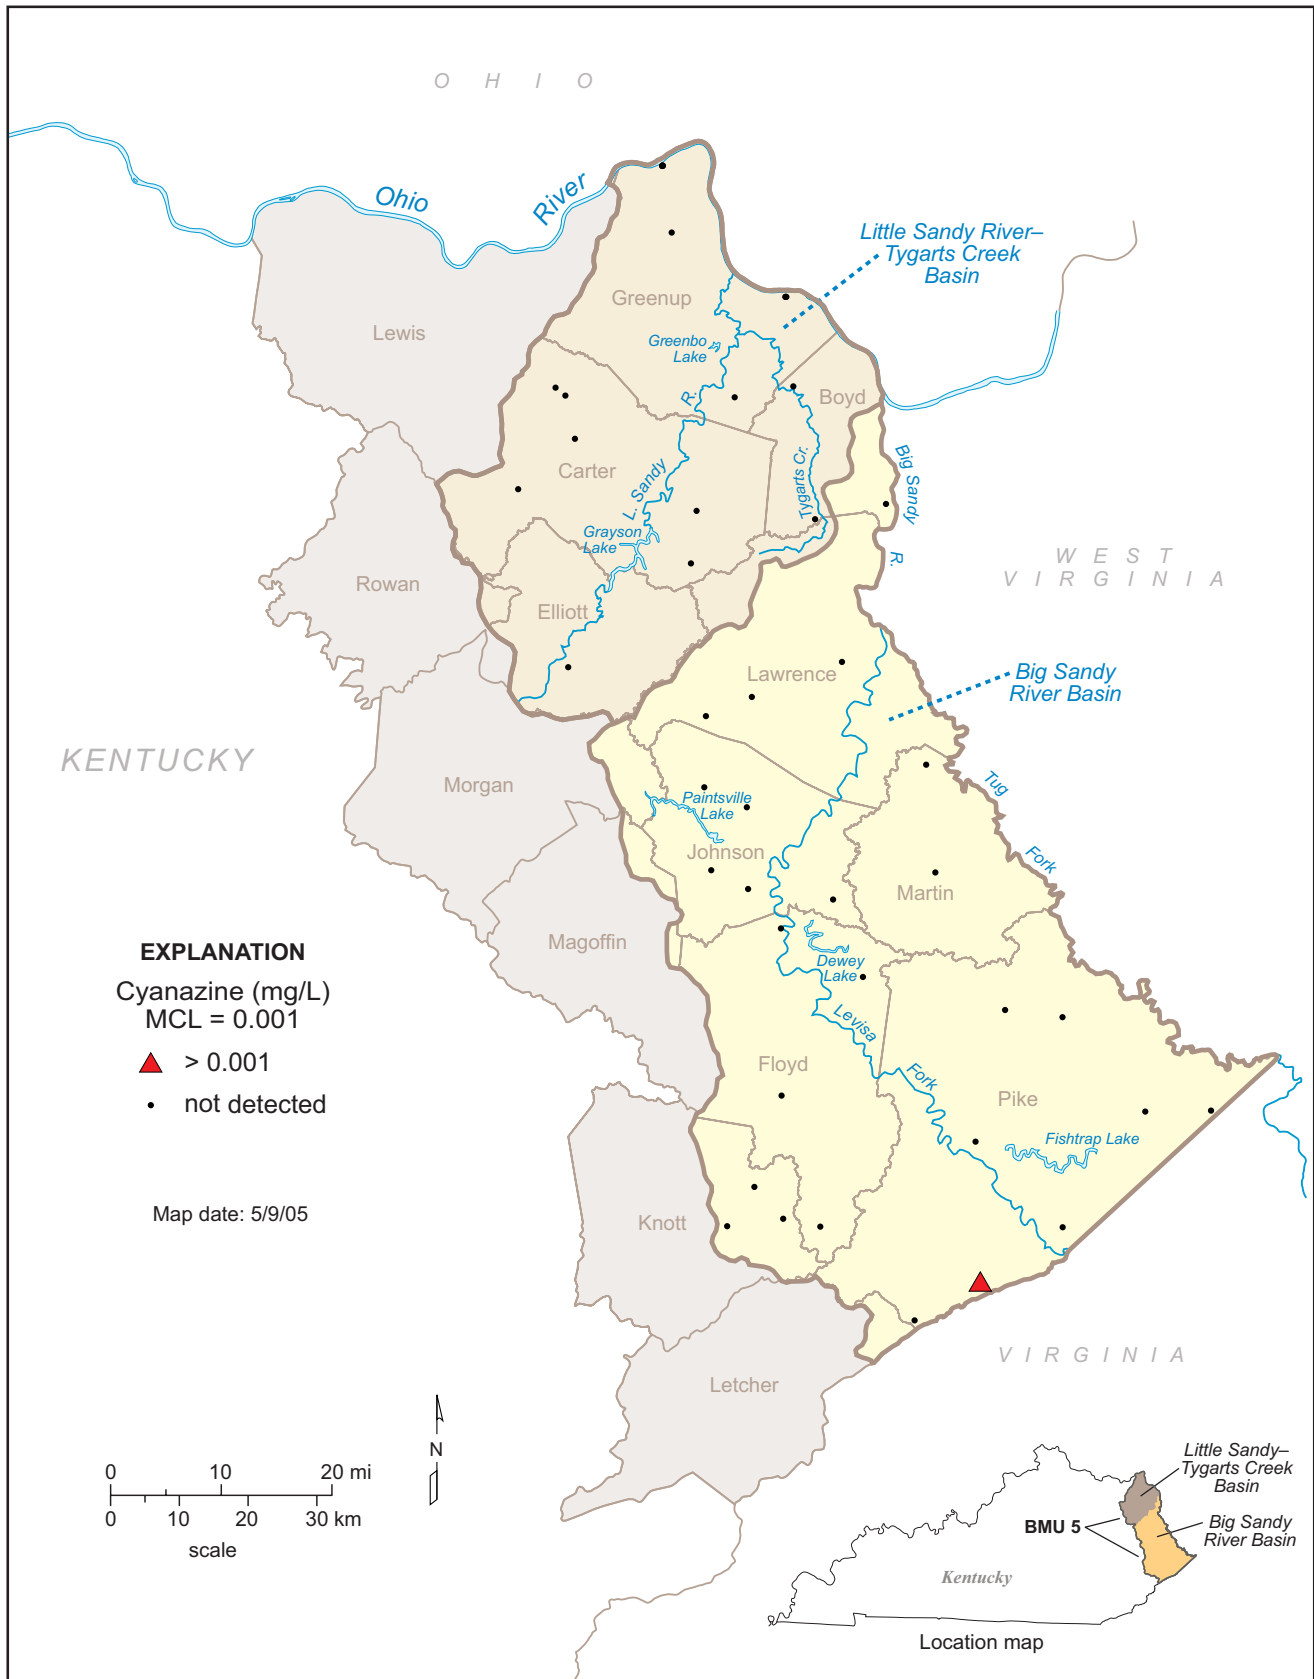 O H I O
Ohio
River
Little Sandy River–
Tygarts Creek
Basin
Greenup
Lewis
Greenbo
Lake
R.
Boyd
Big Sandy
R.
Carter
L. Sandy
Tygarts Cr.
Grayson
Lake
WEST
VIRGINIA
Rowan
Elliott
Lawrence
Big Sandy
River Basin
KENTUCKY
Morgan
Tug
Fork
Paintsville
Lake
Johnson
Martin
Magoffin
Dewey
Lake
Levisa
Fork
Floyd
Pike
Fishtrap Lake
Knott
EXPLANATION
Cyanazine (mg/L)
MCL = 0.001
> 0.001
not detected
Map date: 5/9/05
VIRGINIA
Letcher
N
0 10 20 mi
0 10 20 30 km
scale
Little Sandy–
Tygarts Creek
Basin
BMU 5
Big Sandy
River Basin
Kentucky
Location map